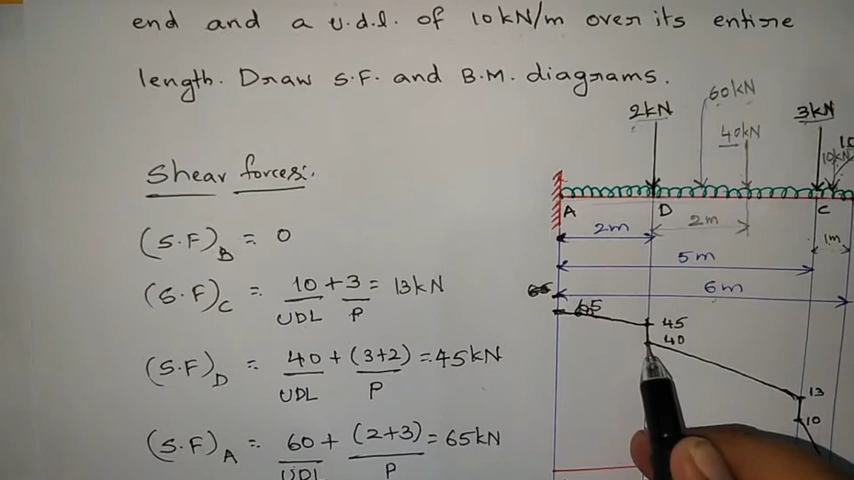 end and a u.d.l. of 10kN/m over its entire
length. Draw S.F. and B.M. diagrams.
Shear forces:
(S.F)B = 0
(S.F)C = 10 + 3 = 13kN
UDL P
(S.F)D = 40 + (3+2) = 45kN
UDL P
(S.F)A = 60 + (2+3) = 65kN
UDL P
60kN
2kN 3kN
40kN
10kN
A D C
2m 2m
1m
5m
6m
65 65
45
40
13
10